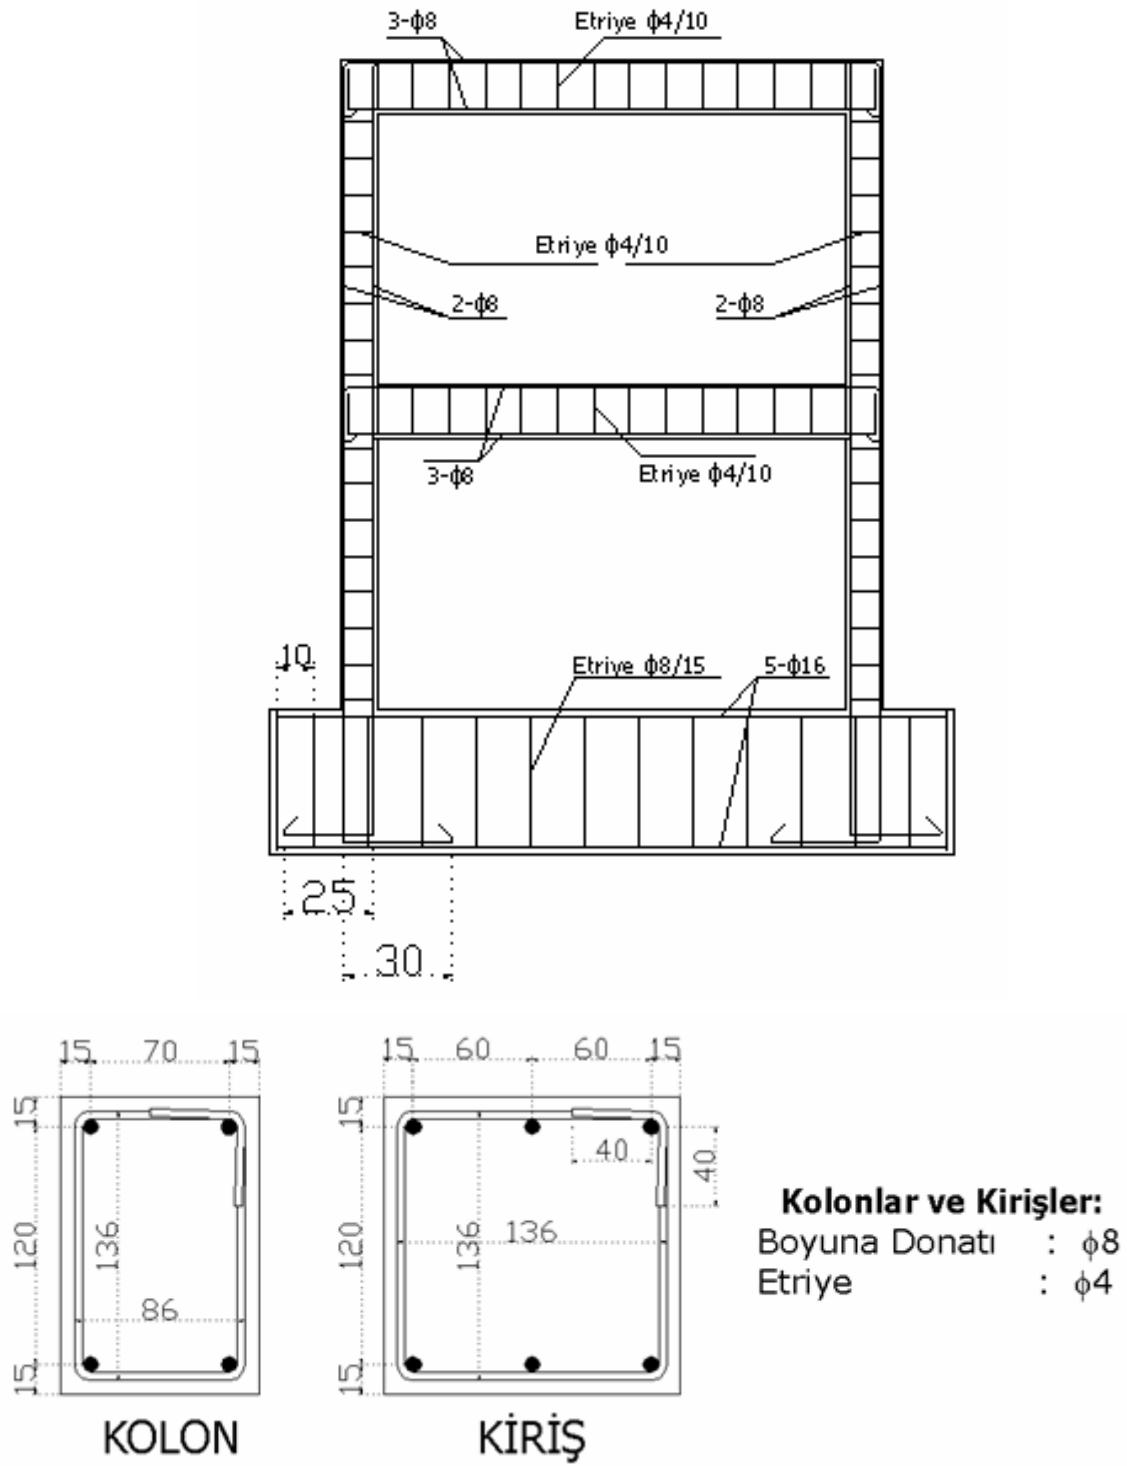 3-ϕ8 Etriye ϕ4/10
Etriye ϕ4/10
2-ϕ8 2-ϕ8
3-ϕ8 Etriye ϕ4/10
10 Etriye ϕ8/15 5-ϕ16
25
30
15 70 15 15 60 60 15
15 15
40 40
120 136 86 120 136 136
15 15
Kolonlar ve Kirişler:
Boyuna Donatı : ϕ8
Etriye : ϕ4
KOLON KİRİŞ